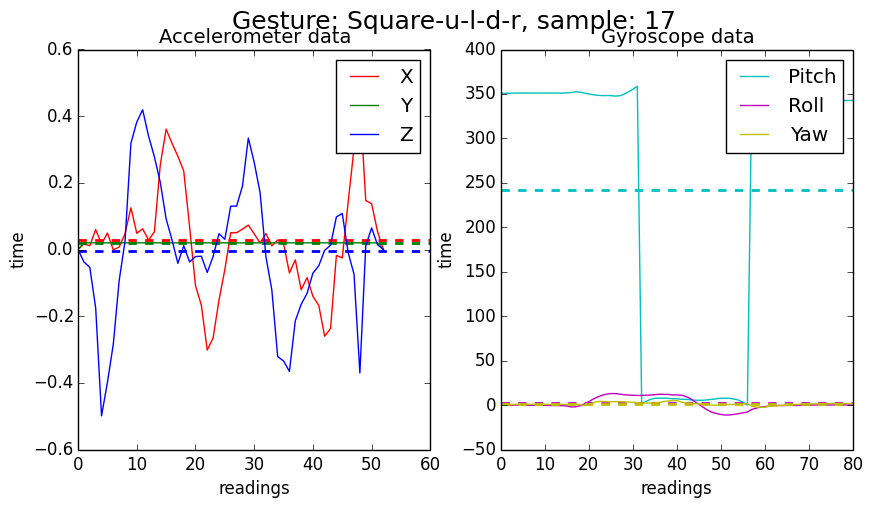 Gesture: Square-u-l-d-r, sample: 17
Accelerometer data
0.6
0.4
0.2
0.0
−0.2
−0.4
−0.6
time
0 10 20 30 40 50 60
readings
X
Y
Z
Gyroscope data
400
350
300
250
200
150
100
50
0
−50
time
0 10 20 30 40 50 60 70 80
readings
Pitch
Roll
Yaw